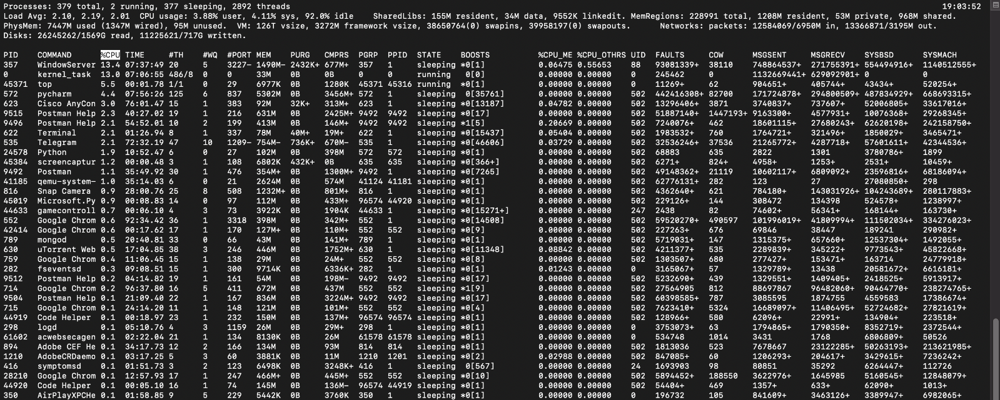 Processes: 379 total, 2 running, 377 sleeping, 2892 threads 19:03:52
Load Avg: 2.10, 2.19, 2.01 CPU usage: 3.88% user, 4.11% sys, 92.0% idle SharedLibs: 155M resident, 34M data, 9552K linkedit. MemRegions: 228991 total, 1208M resident, 53M private, 968M shared.
PhysMem: 7447M used (1347M wired), 95M unused. VM: 126T vsize, 3272M framework vsize, 38650764(0) swapins, 39958197(0) swapouts. Networks: packets: 12584069/6950M in, 13366871/3195M out.
Disks: 26245262/1569G read, 11225621/717G written.
PID COMMAND %CPU TIME #TH #WQ #PORT MEM PURG CMPRS PGRP PPID STATE BOOSTS %CPU_ME %CPU_OTHRS UID FAULTS COW MSGSENT MSGRECV SYSBSD SYSMACH
357 WindowServer 13.4 07:37:49 20 5 3227- 1490M- 2432K+ 677M+ 357 1 sleeping *0[1] 0.06475 0.55653 88 93081339+ 38110 748864537+ 271755391+ 554494916+ 1140512555+
0 kernel_task 13.0 07:06:55 486/8 0 0 33M 0B 0B 0 0 running 0[0] 0.00000 0.00000 0 245462 0 1132669441+ 629092901+ 0 0
45371 top 5.5 00:01.78 1/1 0 29 6977K 0B 1280K 45371 45316 running *0[1] 0.00000 0.00000 0 11269+ 62 904651+ 405744+ 43434+ 520254+
572 pycharm 4.4 07:56:26 125 6 837 5302M 0B 3456M+ 572 1 sleeping 0[35761] 0.00000 0.00000 502 442416308+ 82700 171724878+ 294800509+ 487834929+ 668693315+
623 Cisco AnyCon 3.0 76:01.47 15 1 383 92M 32K+ 313M+ 623 1 sleeping *0[13187] 0.04782 0.00000 502 13296406+ 3871 3740837+ 737607+ 52006805+ 33617016+
9515 Postman Help 2.3 40:27.02 19 1 216 631M 0B 2425M+ 9492 9492 sleeping *0[17] 0.00000 0.00000 502 51887140+ 1447193+ 9163300+ 4577931+ 10076368+ 29268345+
9496 Postman Help 2.1 54:52.01 10 2 199 413M 0B 146M+ 9492 9492 sleeping *1[5] 0.20669 0.00000 502 7240076+ 462 18601115+ 27680243+ 62620198+ 242158750+
622 Terminal 2.1 01:26.94 8 1 337 78M 40M+ 19M+ 622 1 sleeping *0[15437] 0.05404 0.00000 502 1983532+ 760 1764721+ 321496+ 1850029+ 3465471+
535 Telegram 2.1 72:32.19 47 10 1209- 754M- 736K+ 670M- 535 1 sleeping *0[46606] 0.03729 0.00000 502 32536246+ 37536 21265772+ 4287718+ 57601611+ 42344536+
24578 Python 1.9 10:52.47 6 0 27 102M 0B 398M 572 572 sleeping *0[1] 0.00000 0.00000 502 68883 635 2822 1301 3780786+ 1899
45384 screencaptur 1.2 00:00.48 3 1 108 6802K 432K+ 0B 635 635 sleeping *0[366+] 0.00000 0.00000 502 6271+ 824+ 4958+ 1253+ 2531+ 10459+
9492 Postman 1.1 35:49.92 30 1 476 354M+ 0B 1300M+ 9492 1 sleeping *0[7265] 0.00000 0.00000 502 49148362+ 21119 10602117+ 6809092+ 23596816+ 68186094+
41185 qemu-system- 1.0 35:14.03 6 0 21 2624M 0B 574M 41124 41181 sleeping *0[1] 0.00000 0.00000 502 62776131+ 282 123 27 27080850+ 298
816 Snap Camera 0.9 28:00.76 25 8 508 1232M+ 0B 801M+ 816 1 sleeping *0[1] 0.00000 0.00000 502 4362640+ 621 784180+ 143031926+ 104243689+ 280117883+
45019 Microsoft.Py 0.9 00:08.83 14 0 97 112M 0B 433M+ 96574 44920 sleeping *0[1] 0.00000 0.00000 502 229126+ 144 308472 134398 524578+ 1238997+
44633 gamecontroll 0.7 00:06.10 4 3 73 3922K 0B 1904K 44633 1 sleeping *0[15271+] 0.00000 0.00000 247 2438 82 74602+ 56341+ 168144+ 163730+
552 Google Chrom 0.6 92:34.42 36 1 3318 398M 0B 342M+ 552 1 sleeping *0[14508] 0.00000 0.00000 502 59520270+ 490597 101996019+ 41809994+ 111502034+ 334276023+
42414 Google Chrom 0.6 00:17.62 17 1 170 127M+ 0B 110M+ 552 552 sleeping *0[9] 0.00000 0.00000 502 227263+ 676 69846 38447 189241 290982+
789 mongod 0.5 20:40.81 33 0 66 43M 0B 141M+ 789 1 sleeping *0[1] 0.00000 0.00000 502 5719031+ 147 1315375+ 657660+ 12537304+ 1492055+
630 uTorrent Web 0.5 17:04.85 38 3 246 446M 0B 1752M+ 630 1 sleeping *0[11348] 0.08842 0.00000 502 4211377+ 535 2289839+ 345222+ 9773543+ 45822668+
759 Google Chrom 0.4 11:06.45 15 1 138 29M 0B 24M+ 552 552 sleeping *0[8] 0.00000 0.00000 502 1303507+ 680 277427+ 153471+ 163714 24779918+
282 fseventsd 0.3 09:08.51 15 1 300 9714K 0B 6336K+ 282 1 sleeping *0[1] 0.01243 0.00000 0 3165067+ 57 1329789+ 13438 20581672+ 6616181+
9512 Postman Help 0.2 04:14.82 19 1 161 54M 0B 198M- 9492 9492 sleeping *0[17] 0.00000 0.00000 502 5232690+ 439 1329551+ 1409405+ 2418525+ 5913917+
714 Google Chrom 0.2 96:37.80 16 5 411 672M 0B 437M 552 552 sleeping *1[9] 0.00000 0.00000 502 27564905 812 88697867 96482060+ 90464770+ 238274765+
9504 Postman Help 0.1 21:09.40 22 1 167 836M 0B 3224M+ 9492 9492 sleeping *0[17] 0.00000 0.00000 502 60398585+ 787 3085595 1874755 4559583 17386674+
715 Google Chrom 0.1 24:14.20 11 1 148 121M 0B 101M+ 552 552 sleeping *0[4] 0.00000 0.00000 502 7623410+ 5324 16689097+ 11406495+ 52724682+ 27821619+
44919 Code Helper 0.1 00:18.97 23 1 232 150M 0B 137M+ 96574 96574 sleeping *0[1] 0.00000 0.00000 502 128966+ 580 62096+ 22991+ 134904+ 223518+
298 logd 0.1 05:10.76 4 3 1159 26M 0B 29M+ 298 1 sleeping *0[1] 0.00000 0.00000 0 3753073+ 63 1794865+ 1790350+ 8352719+ 2372544+
61602 acwebsecagen 0.1 02:22.04 21 1 134 8130K 0B 26M 61578 61578 sleeping *0[1] 0.00000 0.00000 0 534748 1014 3431 1768 6806809+ 50526
894 Adobe CEF He 0.1 34:17.73 12 2 166 134M 0B 93M 814 814 sleeping *0[1] 0.00000 0.00000 502 1813036 523 7678667 23122285+ 50263193+ 213621985+
1210 AdobeCRDaemo 0.1 03:17.25 5 3 60 3881K 0B 11M 1210 1201 sleeping *0[2] 0.02988 0.00000 502 847085+ 60 1206293+ 204617+ 3429615+ 7236242+
416 symptomsd 0.1 01:51.73 3 2 123 6498K 0B 3248K+ 416 1 sleeping 0[567] 0.00000 0.00000 24 1693903 98 80851 35292 6264447+ 112726
28210 Google Chrom 0.1 12:57.93 17 1 247 466M+ 0B 445M+ 552 552 sleeping *0[10] 0.00000 0.00000 502 5894452+ 188550 3622976+ 1645985 5160545+ 12848079+
44920 Code Helper 0.1 00:05.10 16 1 74 145M 0B 136M- 96574 44919 sleeping *0[1] 0.00000 0.00000 502 54404+ 469 1357+ 633+ 62090+ 1013+
350 AirPlayXPCHe 0.1 01:58.85 9 5 229 5442K 0B 3760K 350 1 sleeping *0[1] 0.00000 0.00000 0 196732 105 841609+ 3463126+ 3389947+ 6982065+